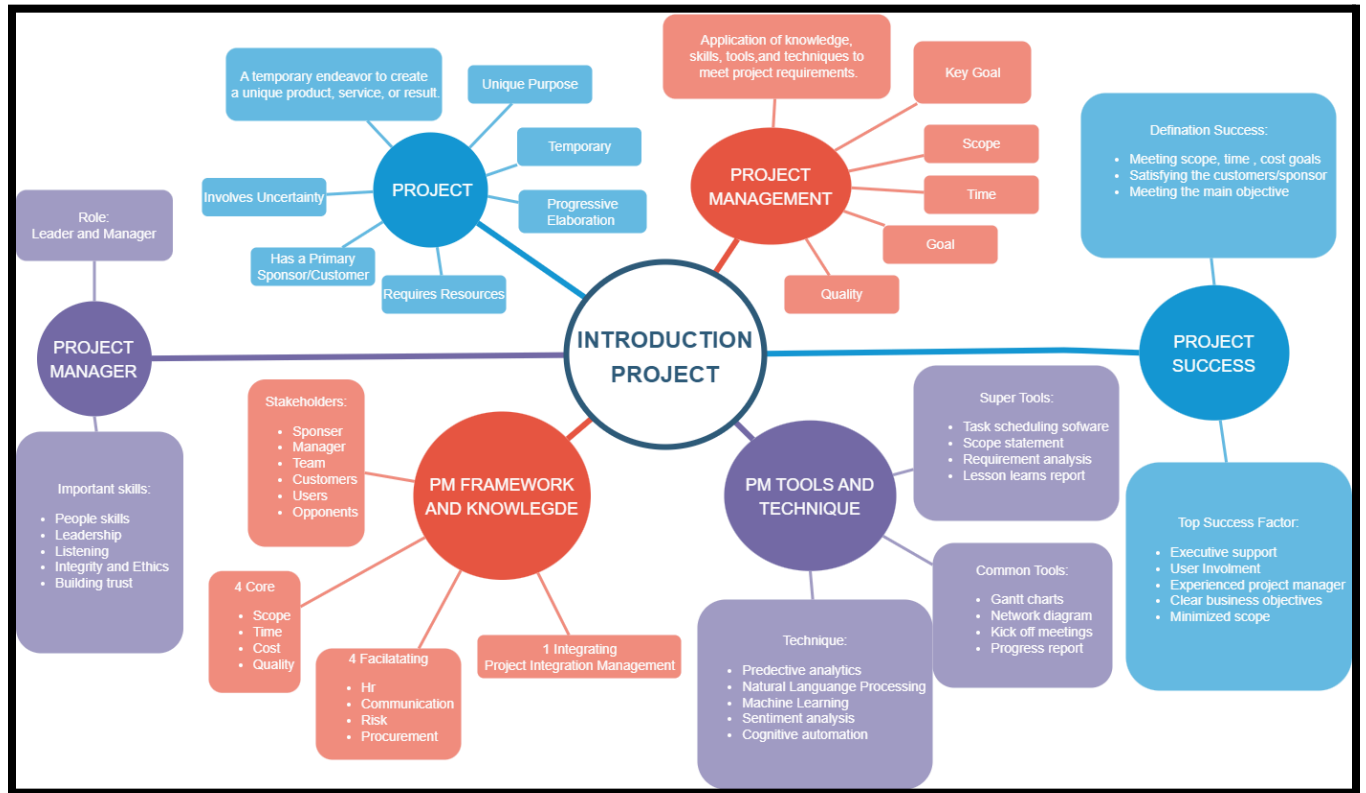 A temporary endeavor to create
a unique product, service, or result.
Unique Purpose
Temporary
Progressive
Elaboration
Requires Resources
Has a Primary
Sponsor/Customer
Involves Uncertainty
PROJECT
Application of knowledge,
skills, tools,and techniques to
meet project requirements.
Key Goal
Scope
Time
Goal
Quality
PROJECT
MANAGEMENT
Defination Success:
• Meeting scope, time , cost goals
• Satisfying the customers/sponsor
• Meeting the main objective
PROJECT
SUCCESS
Top Success Factor:
• Executive support
• User Involment
• Experienced project manager
• Clear business objectives
• Minimized scope
Role:
Leader and Manager
PROJECT
MANAGER
Important skills:
• People skills
• Leadership
• Listening
• Integrity and Ethics
• Building trust
INTRODUCTION
PROJECT
Stakeholders:
• Sponser
• Manager
• Team
• Customers
• Users
• Opponents
PM FRAMEWORK
AND KNOWLEGDE
4 Core
• Scope
• Time
• Cost
• Quality
4 Facilatating
• Hr
• Communication
• Risk
• Procurement
1 Integrating
Project Integration Management
PM TOOLS AND
TECHNIQUE
Super Tools:
• Task scheduling sofware
• Scope statement
• Requirement analysis
• Lesson learns report
Common Tools:
• Gantt charts
• Network diagram
• Kick off meetings
• Progress report
Technique:
• Predective analytics
• Natural Languange Processing
• Machine Learning
• Sentiment analysis
• Cognitive automation